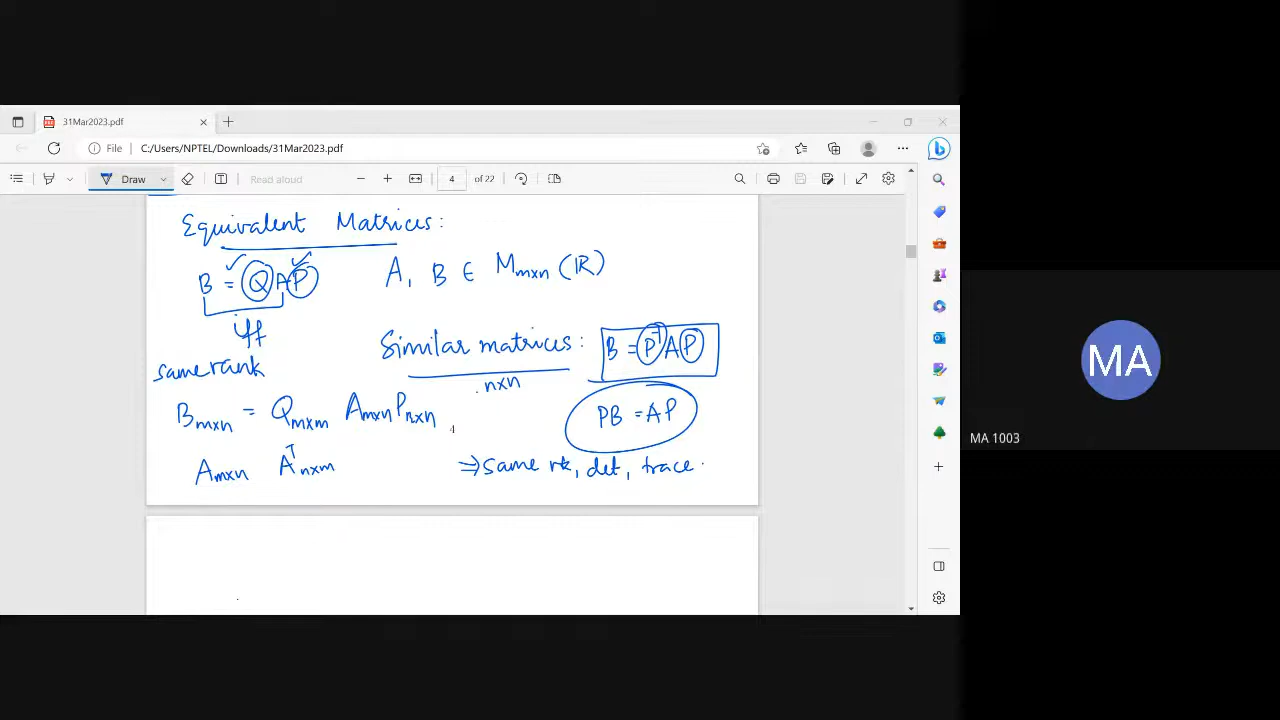 31Mar2023.pdf
File C:/Users/NPTEL/Downloads/31Mar2023.pdf
Draw Read aloud 4 of 22
Equivalent Matrices:
B = QAP A, B ∈ Mm×n (R)
iff
same rank
Similar matrices: B = P⁻¹AP
n×n
Bm×n = Qm×m Am×n Pn×n
PB = AP
Am×n Aᵀn×m
⇒ same rk, det, trace.
MA
MA 1003